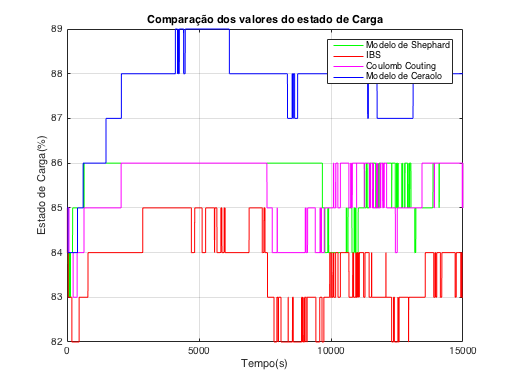 Comparação dos valores do estado de Carga
Modelo de Shephard
IBS
Coulomb Couting
Modelo de Ceraolo
Estado de Carga(%)
89
88
87
86
85
84
83
82
0
5000
10000
15000
Tempo(s)